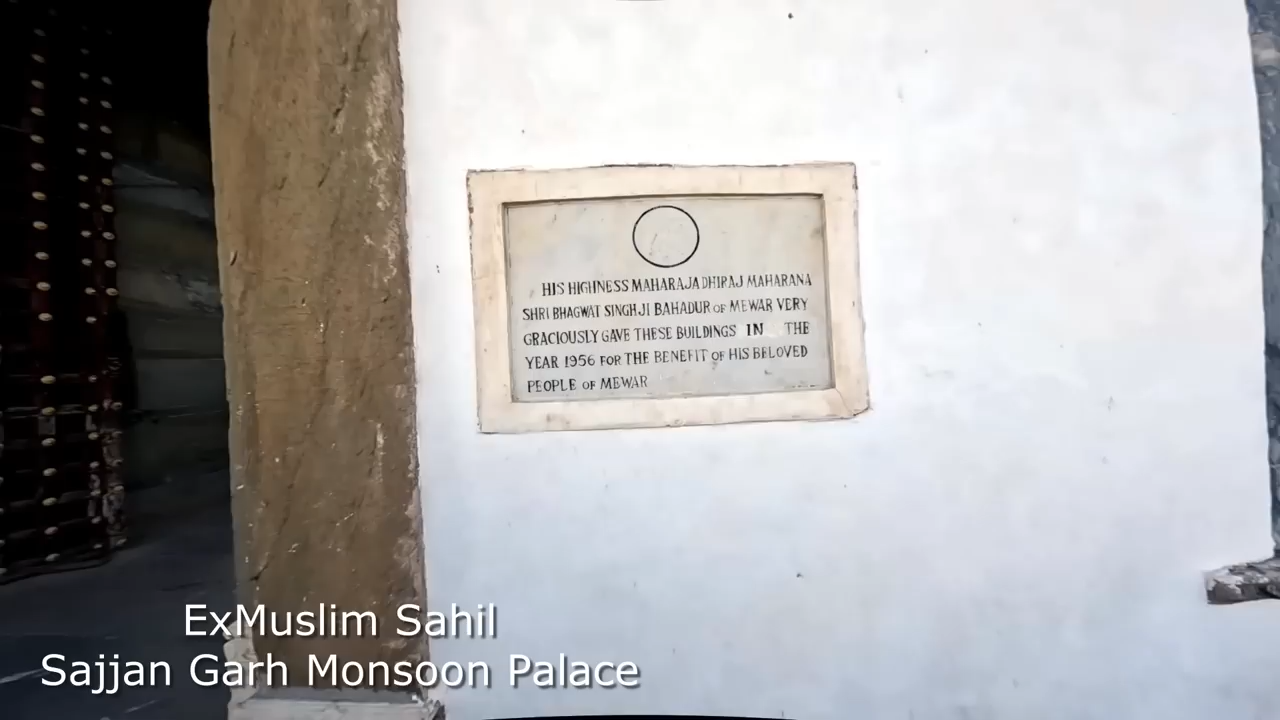 HIS HIGHNESS MAHARAJADHIRAJ MAHARANA
SHRI BHAGWAT SINGHJI BAHADUR OF MEWAR VERY
GRACIOUSLY GAVE THESE BUILDINGS IN THE
YEAR 1956 FOR THE BENEFIT OF HIS BELOVED
PEOPLE OF MEWAR
ExMuslim Sahil
Sajjan Garh Monsoon Palace